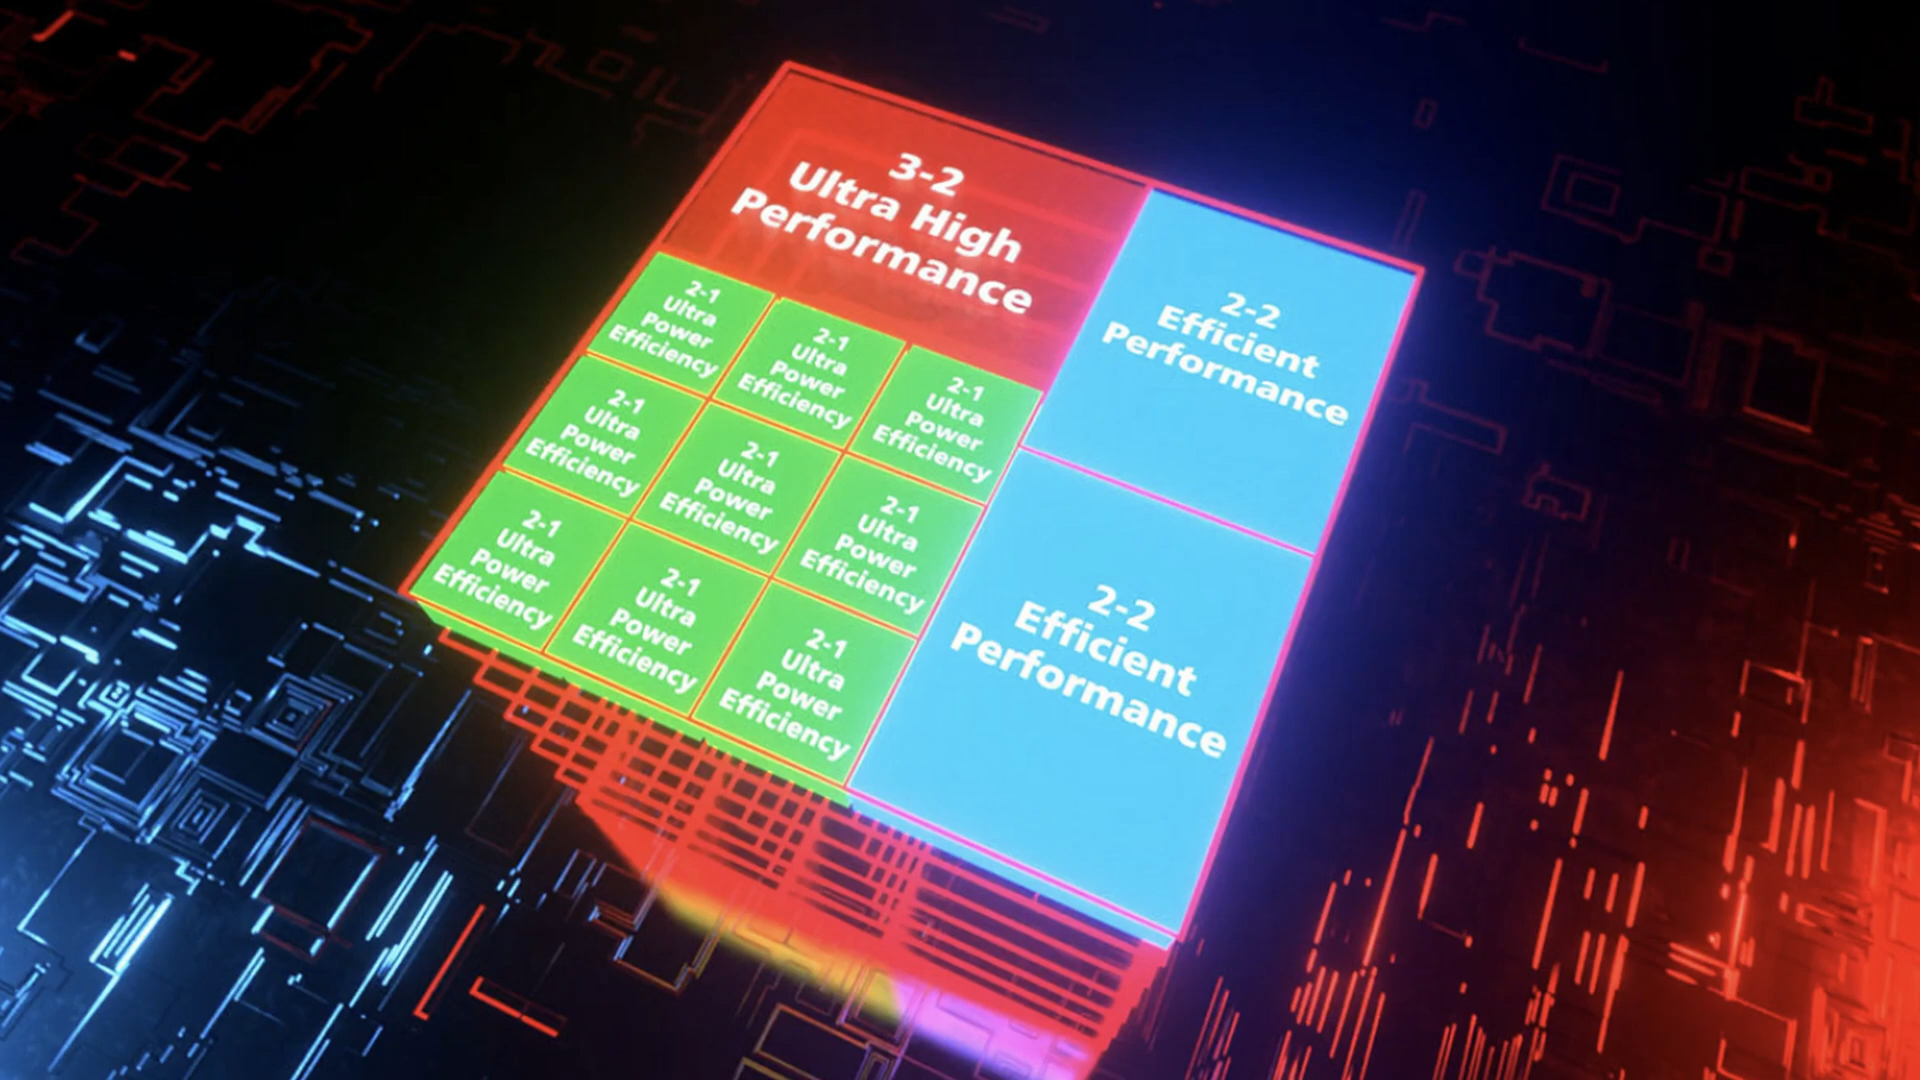 3-2
Ultra High
Performance
2-2
Efficient
Performance
2-1
Ultra
Power
Efficiency
2-1
Ultra
Power
Efficiency
2-1
Ultra
Power
Efficiency
2-1
Ultra
Power
Efficiency
2-1
Ultra
Power
Efficiency
2-1
Ultra
Power
Efficiency
2-1
Ultra
Power
Efficiency
2-1
Ultra
Power
Efficiency
2-1
Ultra
Power
Efficiency
2-2
Efficient
Performance